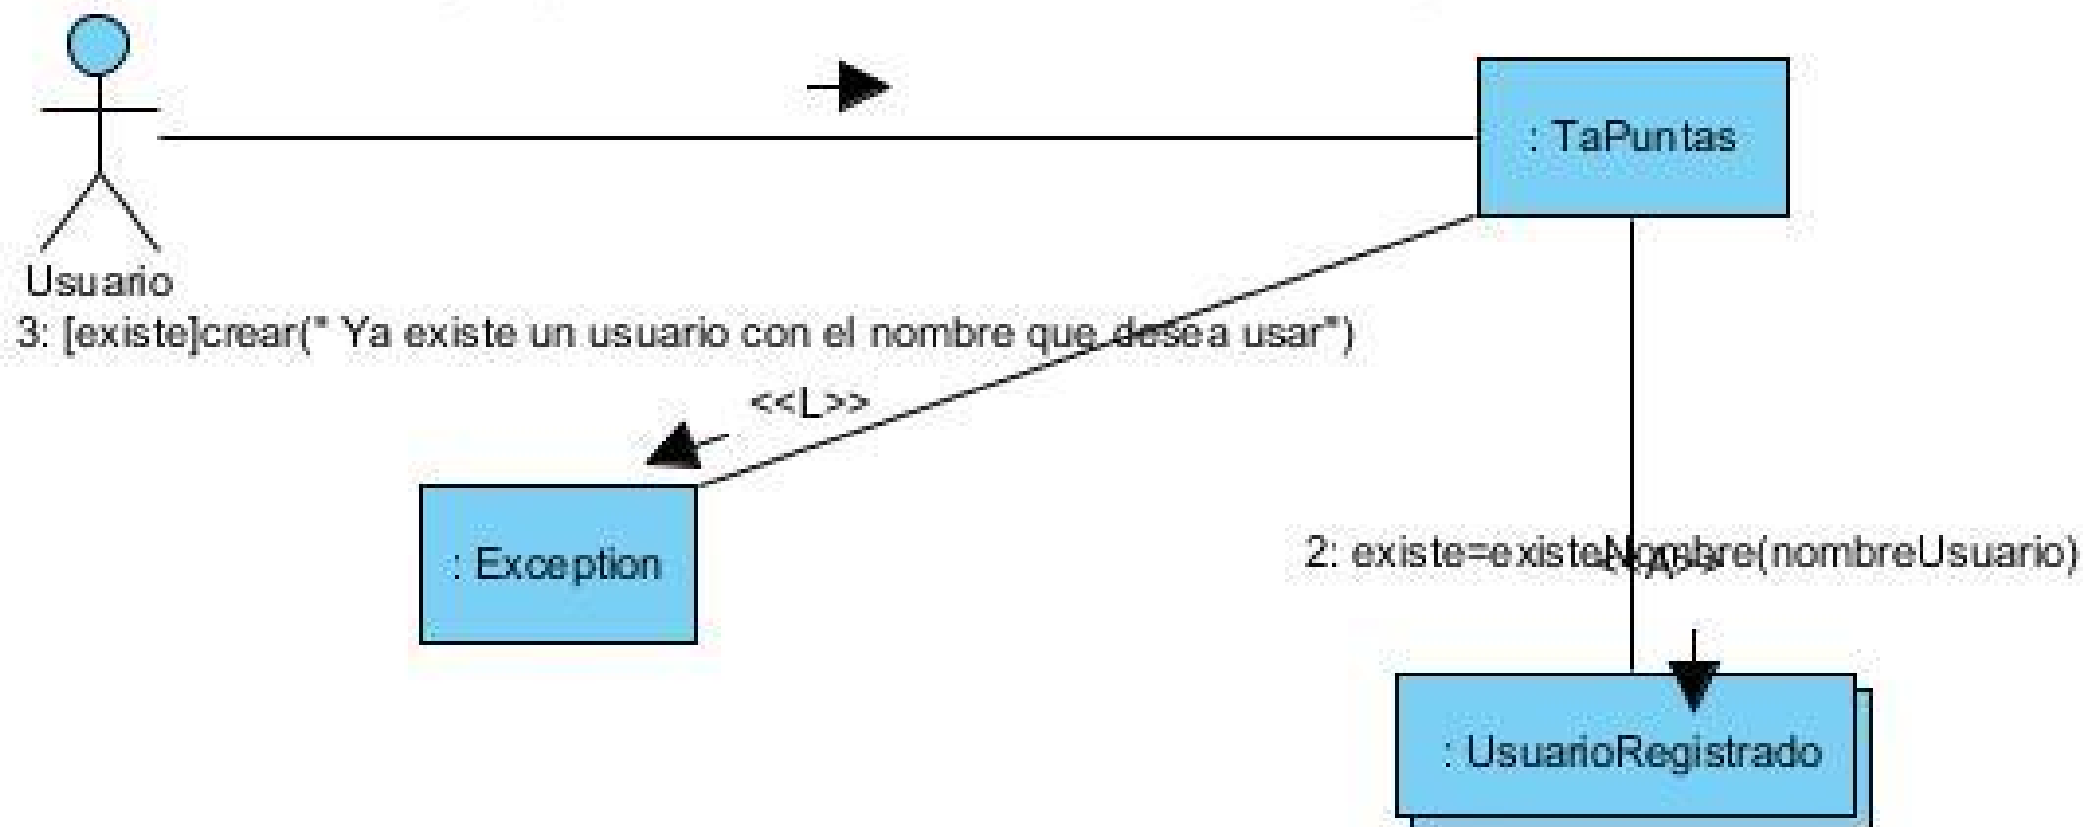 : TaPuntas
Usuario
3: [existe]crear(" Ya existe un usuario con el nombre que desea usar")
<<L>>
: Exception
2: existe=existeNombre(nombreUsuario)
: UsuarioRegistrado